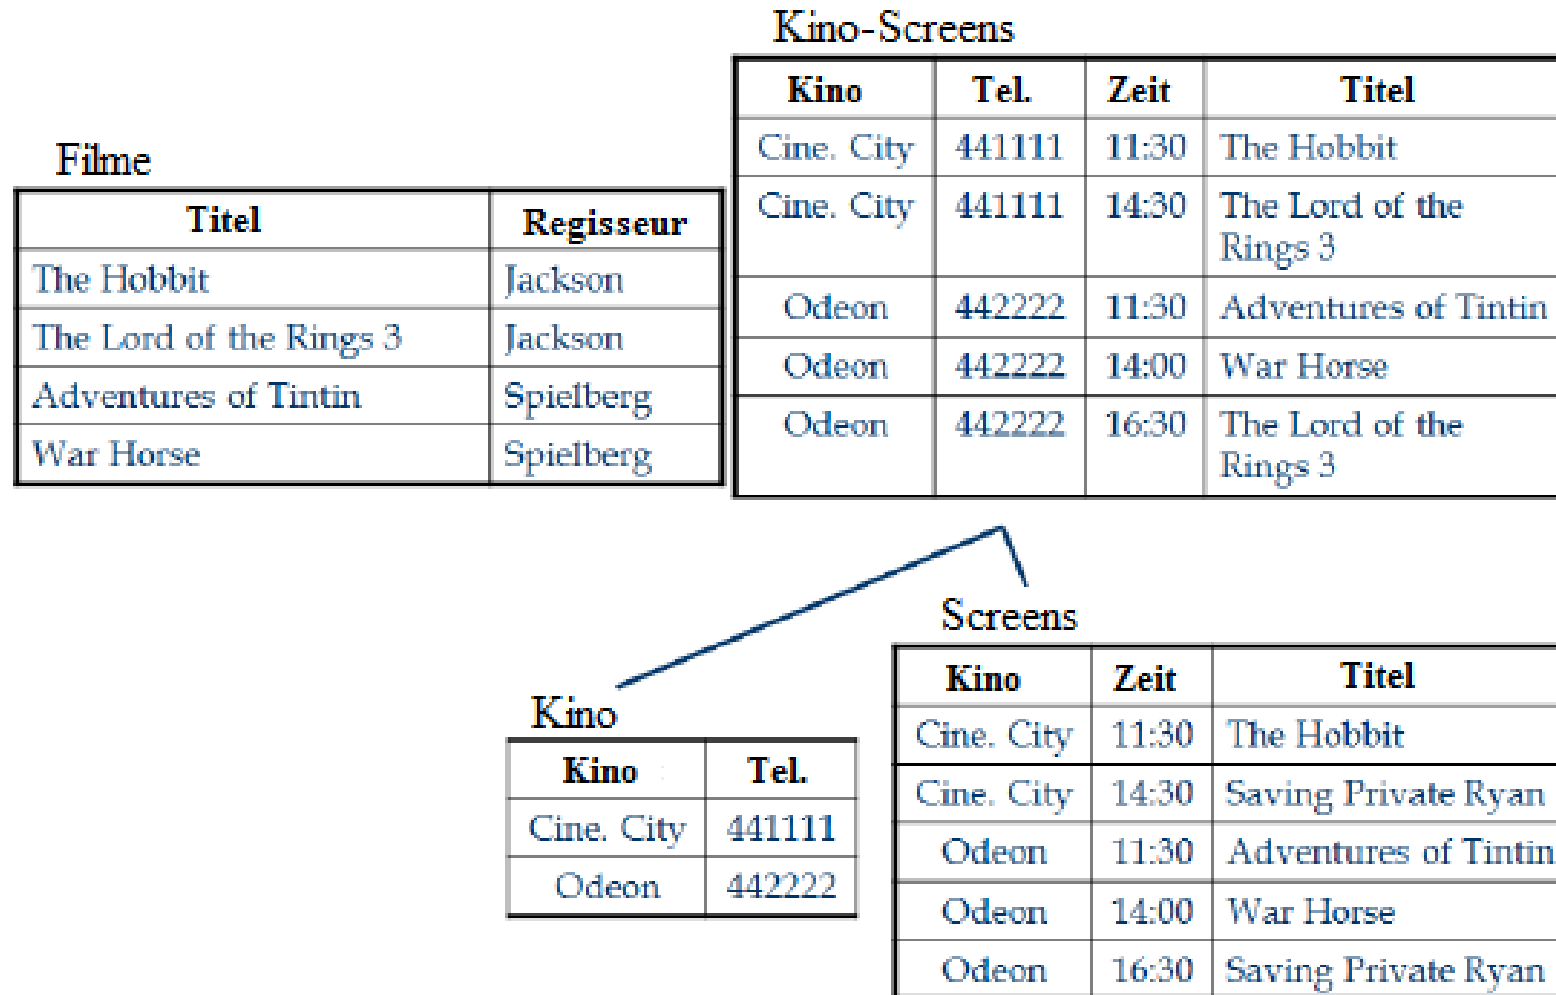 Kino-Screens
Kino Tel. Zeit Titel
Cine. City 441111 11:30 The Hobbit
Cine. City 441111 14:30 The Lord of the
Rings 3
Odeon 442222 11:30 Adventures of Tintin
Odeon 442222 14:00 War Horse
Odeon 442222 16:30 The Lord of the
Rings 3
Filme
Titel Regisseur
The Hobbit Jackson
The Lord of the Rings 3 Jackson
Adventures of Tintin Spielberg
War Horse Spielberg
Kino
Kino Tel.
Cine. City 441111
Odeon 442222
Screens
Kino Zeit Titel
Cine. City 11:30 The Hobbit
Cine. City 14:30 Saving Private Ryan
Odeon 11:30 Adventures of Tintin
Odeon 14:00 War Horse
Odeon 16:30 Saving Private Ryan